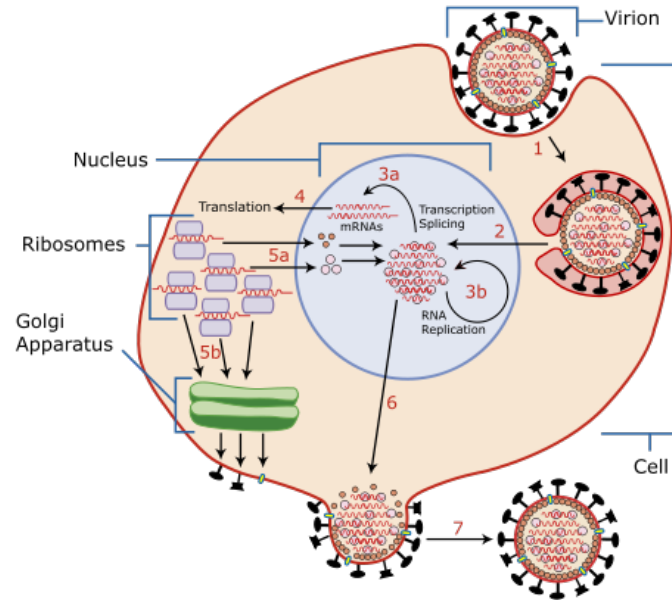 Virion
1
Nucleus
3a
4
Translation
mRNAs
Transcription
Splicing
2
Ribosomes
5a
3b
RNA
Replication
Golgi
Apparatus
5b
6
Cell
7